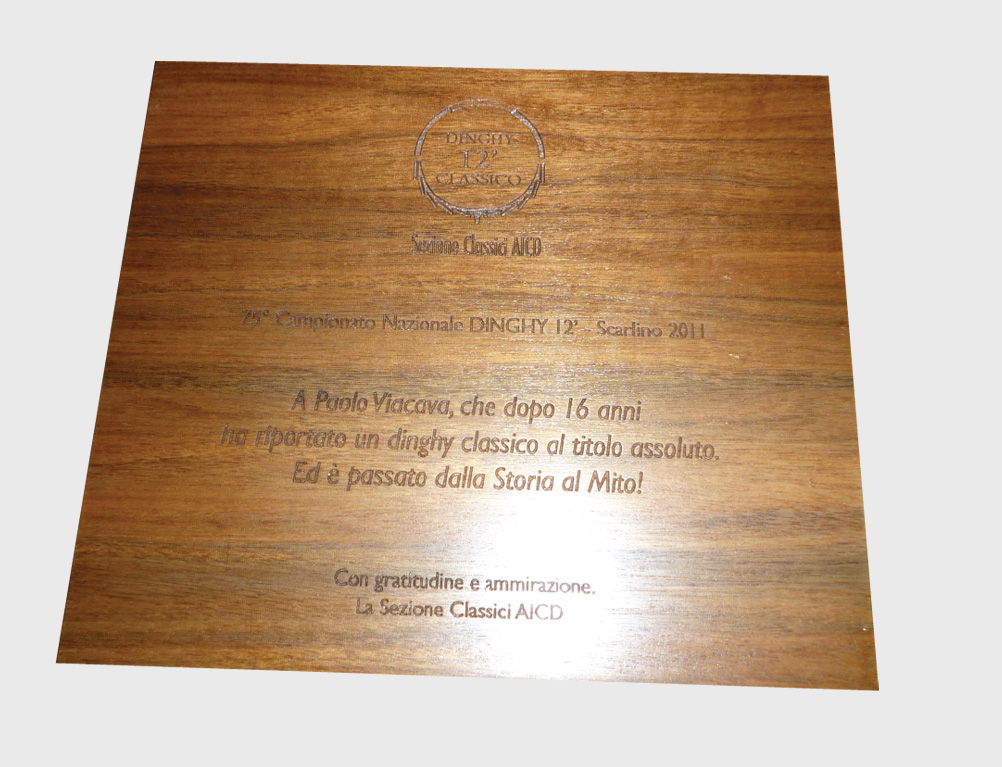 DINGHY
12'
CLASSICO
Sezione Classici AICD
75° Campionato Nazionale DINGHY 12' - Scarlino 2011
A Paolo Viacava, che dopo 16 anni
ha riportato un dinghy classico al titolo assoluto.
Ed è passato dalla Storia al Mito!
Con gratitudine e ammirazione.
La Sezione Classici AICD